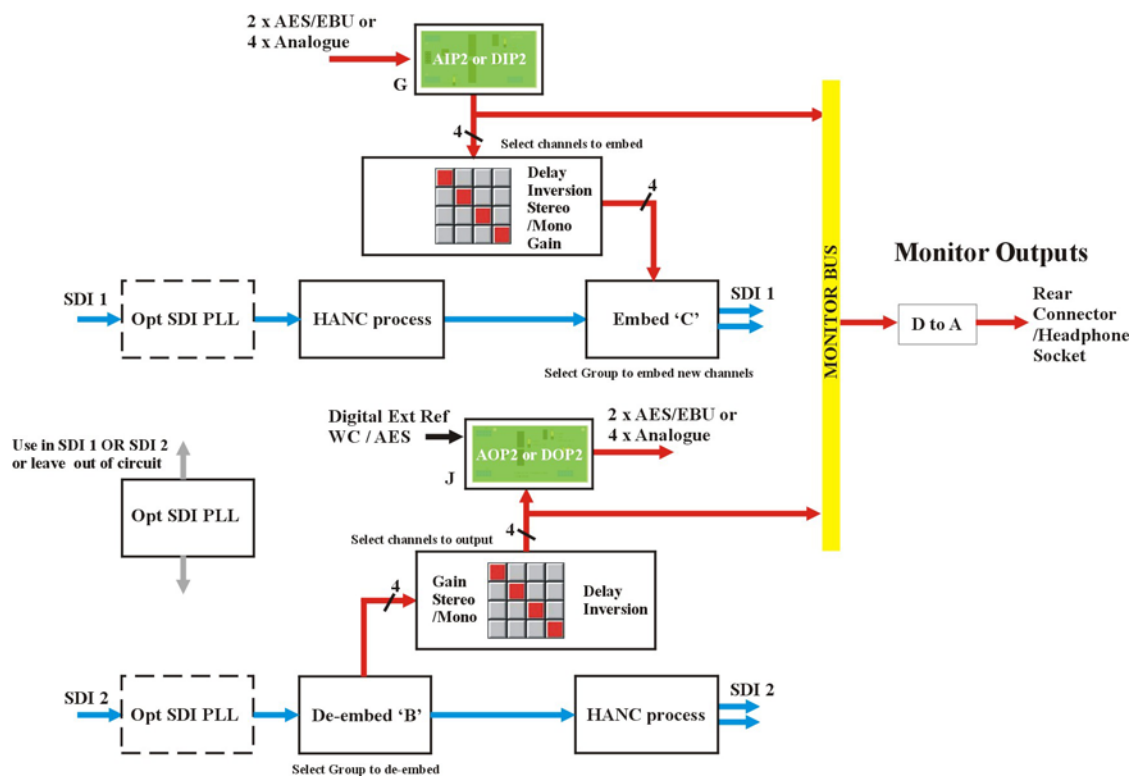 2 x AES/EBU or
4 x Analogue
AIP2 or DIP2
G
4
Select channels to embed
Delay
Inversion
Stereo
/Mono
Gain
4
MONITOR BUS
Monitor Outputs
SDI 1
Opt SDI PLL
HANC process
Embed ‘C’
SDI 1
D to A
Rear
Connector
/Headphone
Socket
Select Group to embed new channels
Digital Ext Ref
WC / AES
2 x AES/EBU or
4 x Analogue
AOP2 or DOP2
J
Use in SDI 1 OR SDI 2
or leave out of circuit
Opt SDI PLL
4
Select channels to output
4
Gain
Stereo
/Mono
Delay
Inversion
SDI 2
Opt SDI PLL
De-embed ‘B’
HANC process
SDI 2
Select Group to de-embed